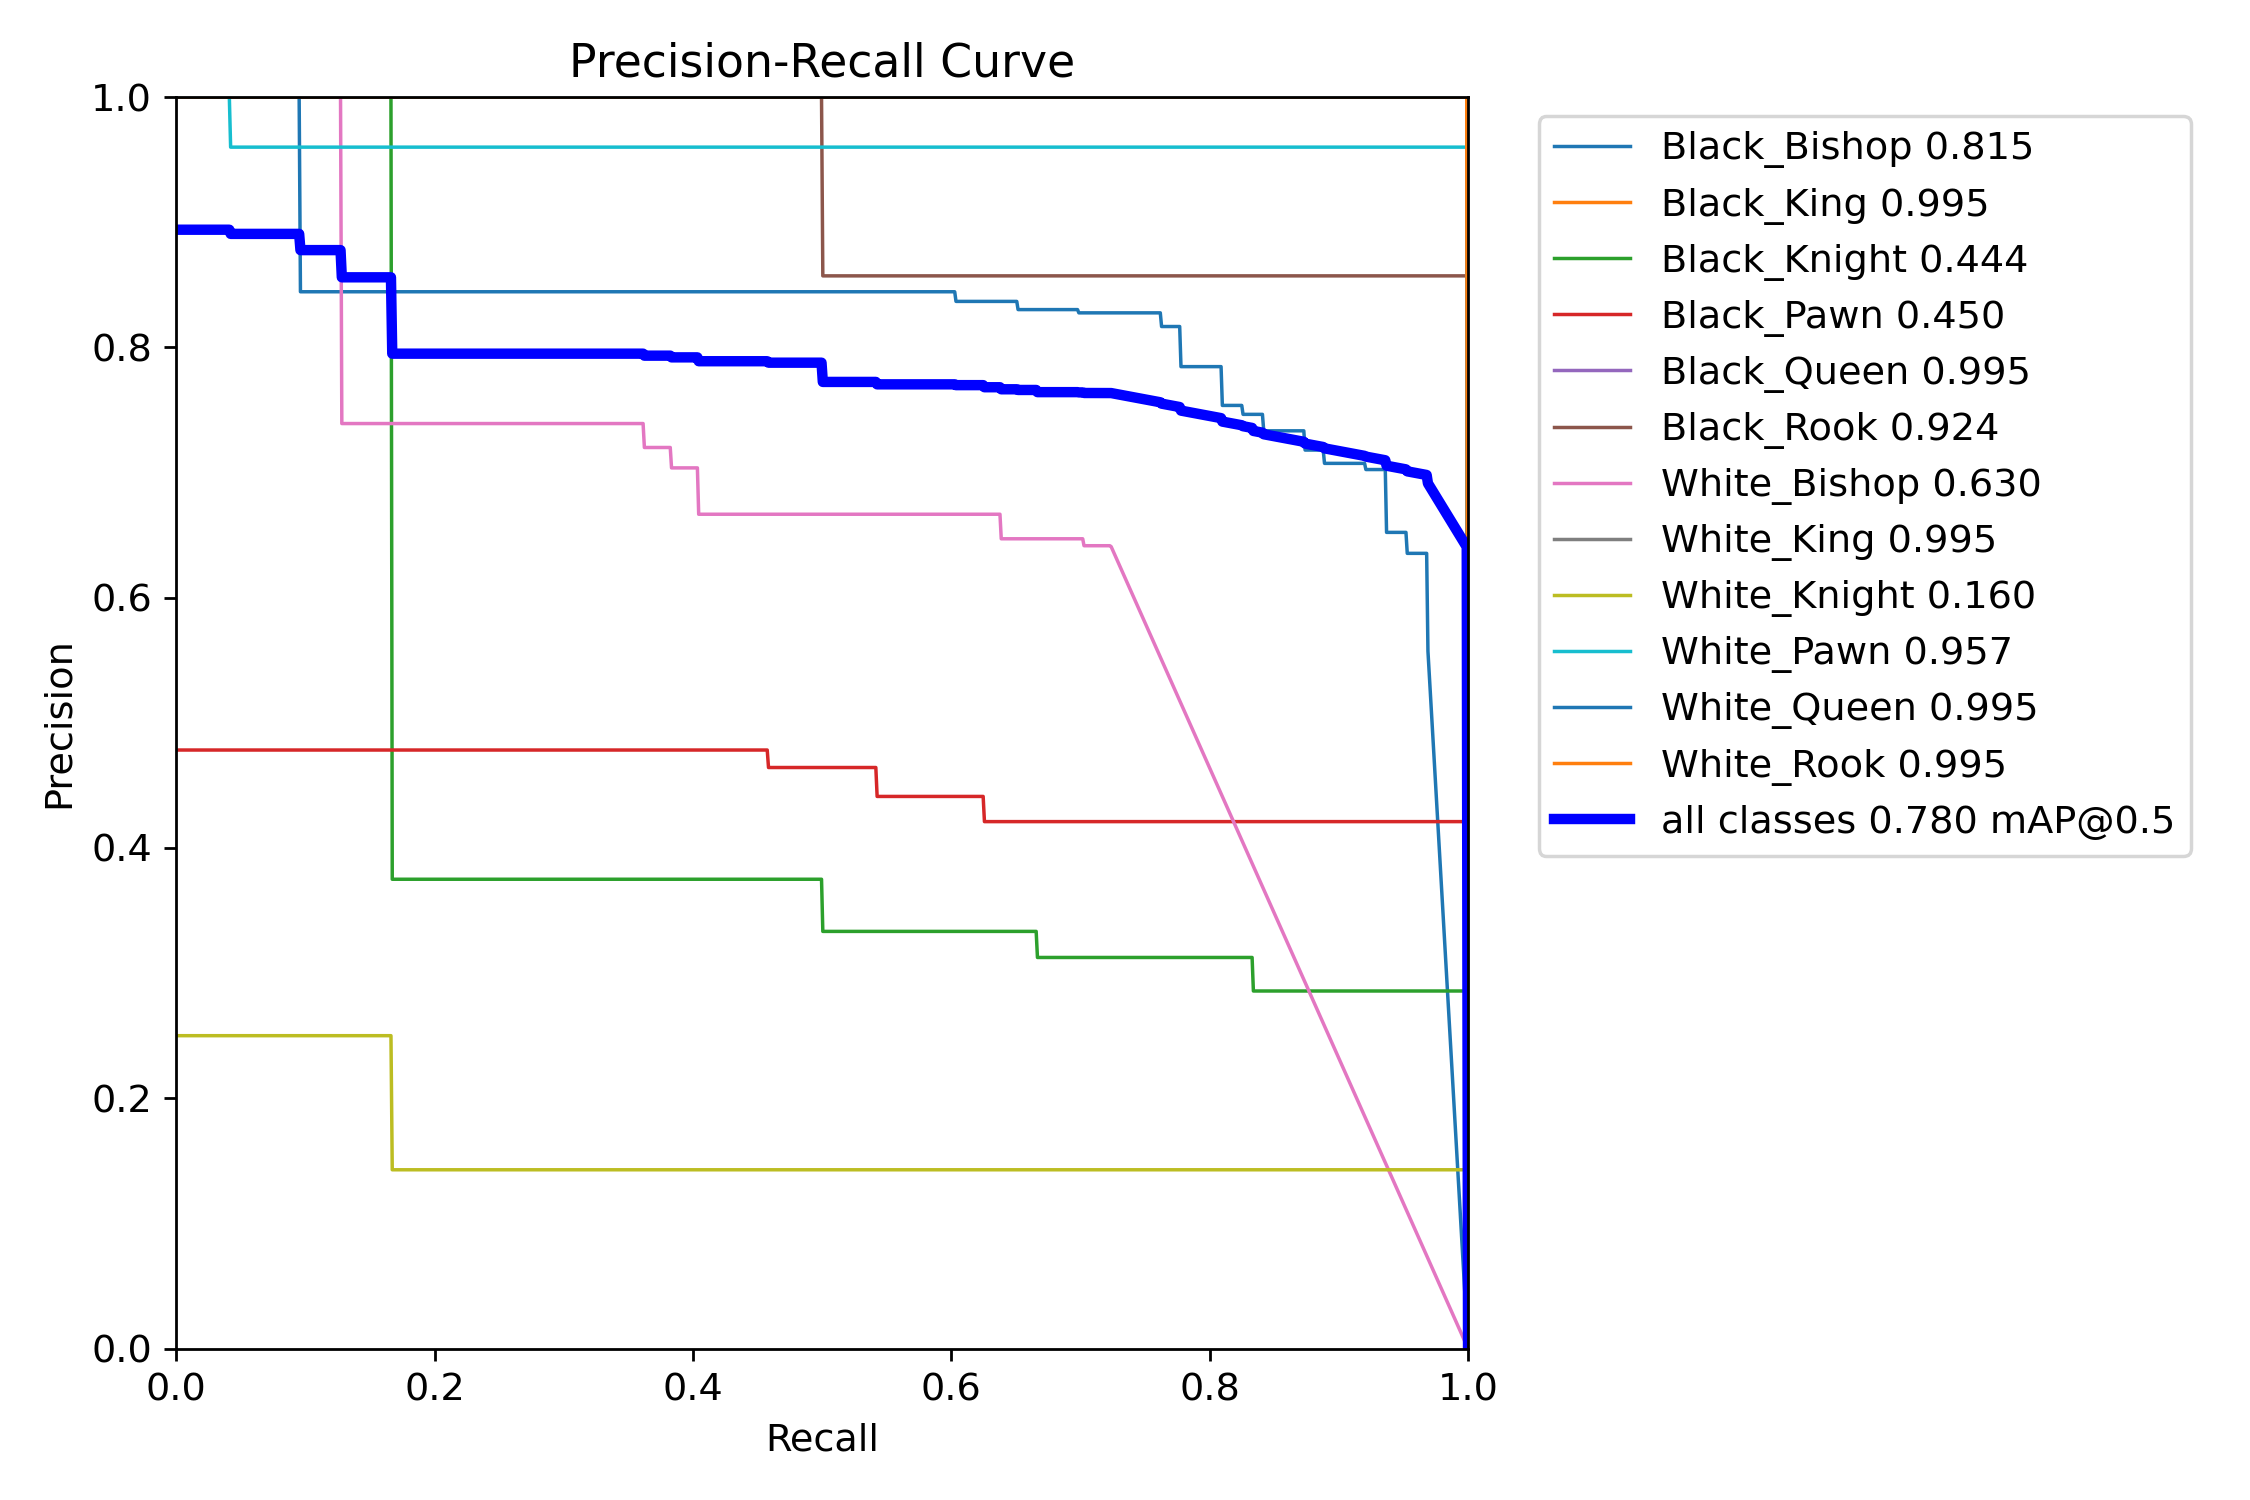 Precision-Recall Curve
1.0
0.8
0.6
0.4
0.2
0.0
Precision
0.0 0.2 0.4 0.6 0.8 1.0
Recall
Black_Bishop 0.815
Black_King 0.995
Black_Knight 0.444
Black_Pawn 0.450
Black_Queen 0.995
Black_Rook 0.924
White_Bishop 0.630
White_King 0.995
White_Knight 0.160
White_Pawn 0.957
White_Queen 0.995
White_Rook 0.995
all classes 0.780 mAP@0.5